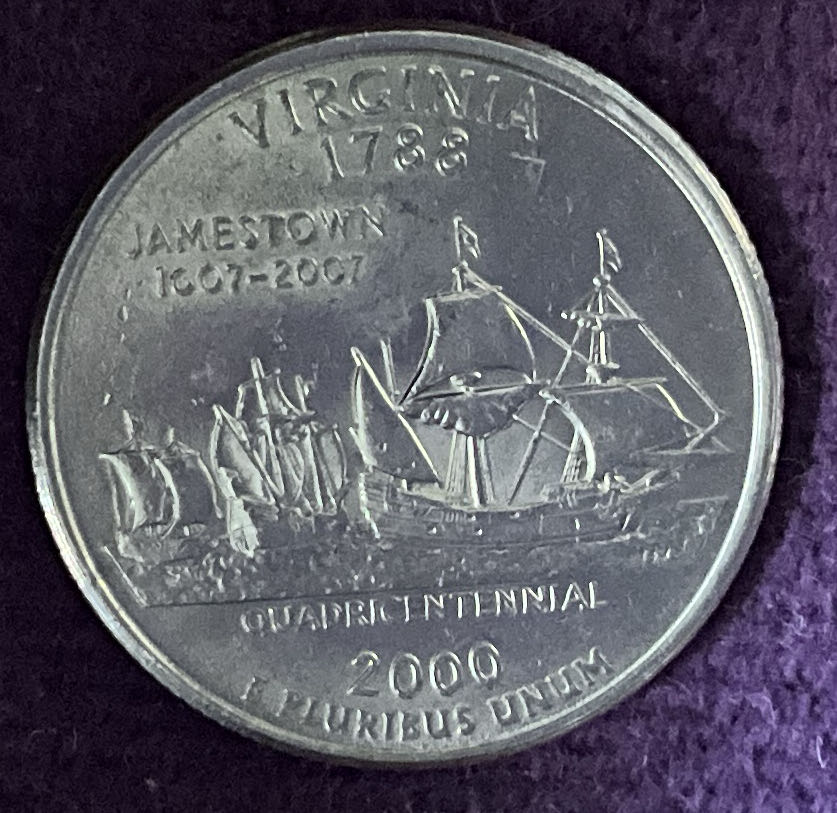 VIRGINIA
1788
JAMESTOWN
1607-2007
QUADRICENTENNIAL
2000
E PLURIBUS UNUM